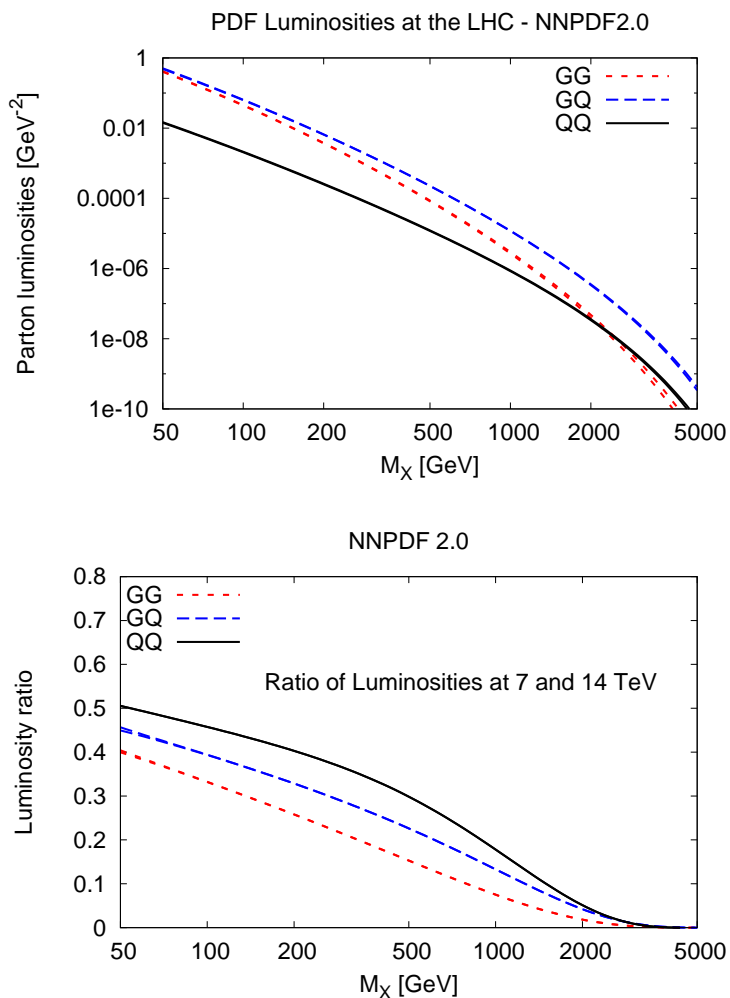 PDF Luminosities at the LHC - NNPDF2.0
Parton luminosities [GeV^-2]
1
0.01
0.0001
1e-06
1e-08
1e-10
GG
GQ
QQ
50 100 200 500 1000 2000 5000
M_X [GeV]
NNPDF 2.0
Luminosity ratio
0.8
0.7
0.6
0.5
0.4
0.3
0.2
0.1
0
GG
GQ
QQ
Ratio of Luminosities at 7 and 14 TeV
50 100 200 500 1000 2000 5000
M_X [GeV]